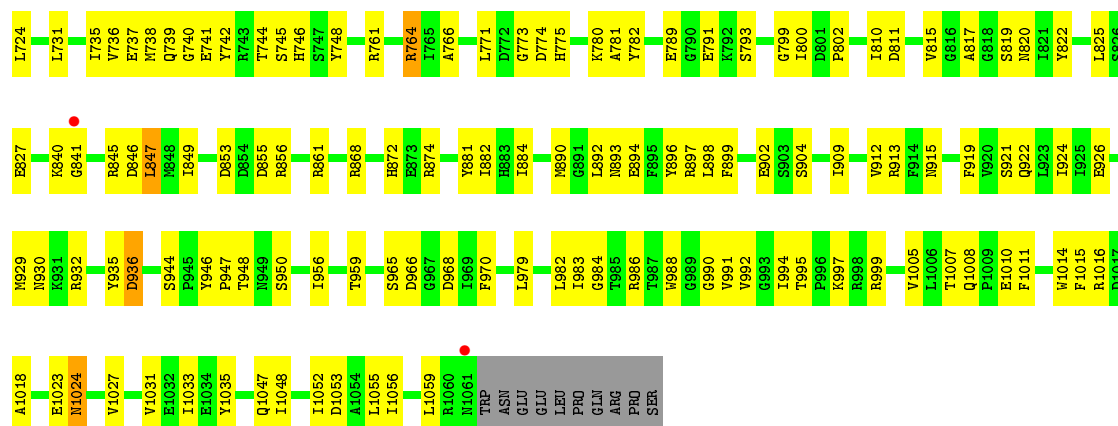 L724 L731 I735 V736 E737 M738 Q739 G740 E741 Y742 R743 T744 S745 H746 S747 Y748 R761 R764 I765 A766 L771 D772 G773 D774 H775 K780 A781 Y782 E789 G790 E791 K792 S793 G799 I800 D801 P802 I810 D811 V815 G816 A817 G818 S819 N820 I821 Y822 L825 S826
E827 K840 G841 R845 D846 L847 M848 I849 D853 D854 D855 R856 R861 R868 H872 E873 R874 Y881 I882 H883 I884 M890 G891 L892 N893 E894 F895 Y896 R897 L898 F899 E902 S903 S904 I909 V912 R913 F914 N915 F919 V920 S921 Q922 L923 I924 I925 E926
M929 N930 K931 R932 Y935 D936 S944 P945 Y946 P947 T948 N949 S950 I956 T959 S965 D966 G967 D968 I969 F970 L979 L982 I983 G984 T985 R986 T987 W988 G989 G990 V991 V992 G993 I994 T995 P996 K997 R998 R999 V1005 L1006 T1007 Q1008 P1009 E1010 F1011 W1014 F1015 R1016 D1017
A1018 E1023 N1024 V1027 V1031 E1032 I1033 E1034 Y1035 Q1047 I1048 I1052 D1053 A1054 L1055 I1056 L1059 R1060 N1061 TRP ASN GLU GLU LEU PRO GLN ARG PRO SER